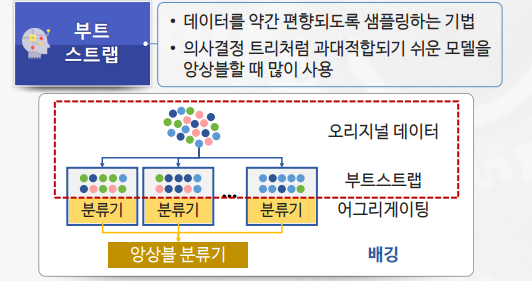 부트
스트랩
• 데이터를 약간 편향되도록 샘플링하는 기법
• 의사결정 트리처럼 과대적합되기 쉬운 모델을
앙상블할 때 많이 사용
오리지널 데이터
부트스트랩
...
분류기 분류기 분류기 어그리게이팅
앙상블 분류기 배깅